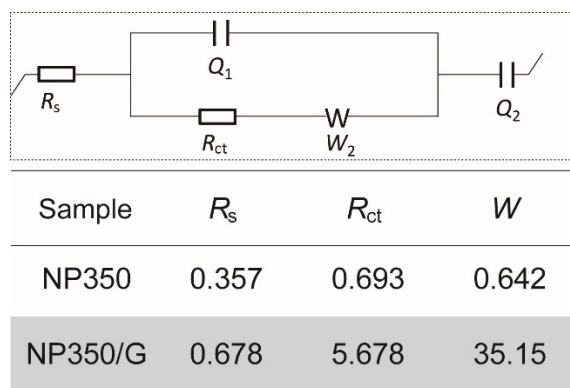 Q1
Rs
Q2
Rct
W
W2
Sample Rs Rct W
NP350 0.357 0.693 0.642
NP350/G 0.678 5.678 35.15